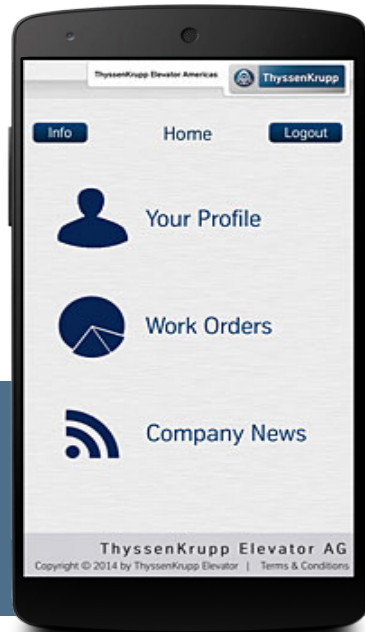 ThyssenKrupp Elevator Americas
ThyssenKrupp
Info Home Logout
Your Profile
Work Orders
Company News
ThyssenKrupp Elevator AG
Copyright © 2014 by ThyssenKrupp Elevator | Terms & Conditions